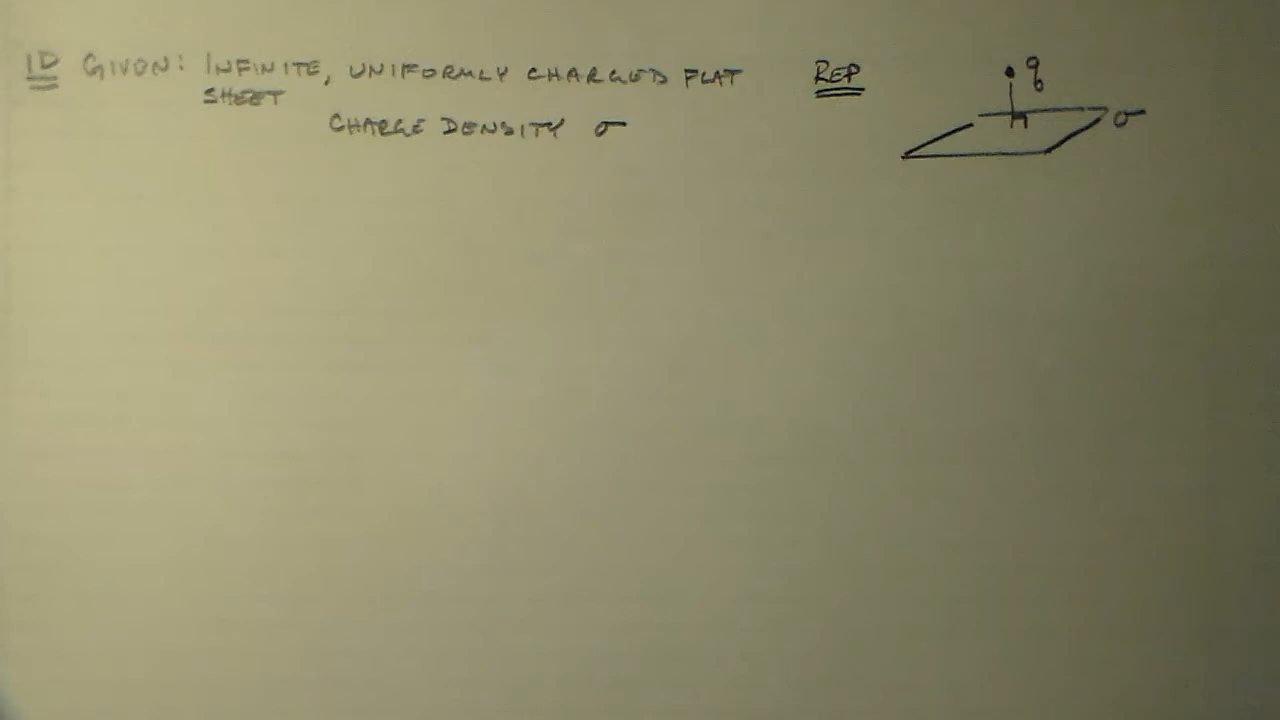 ID GIVEN: INFINITE, UNIFORMLY CHARGED FLAT
SHEET
CHARGE DENSITY σ
REP
q
σ